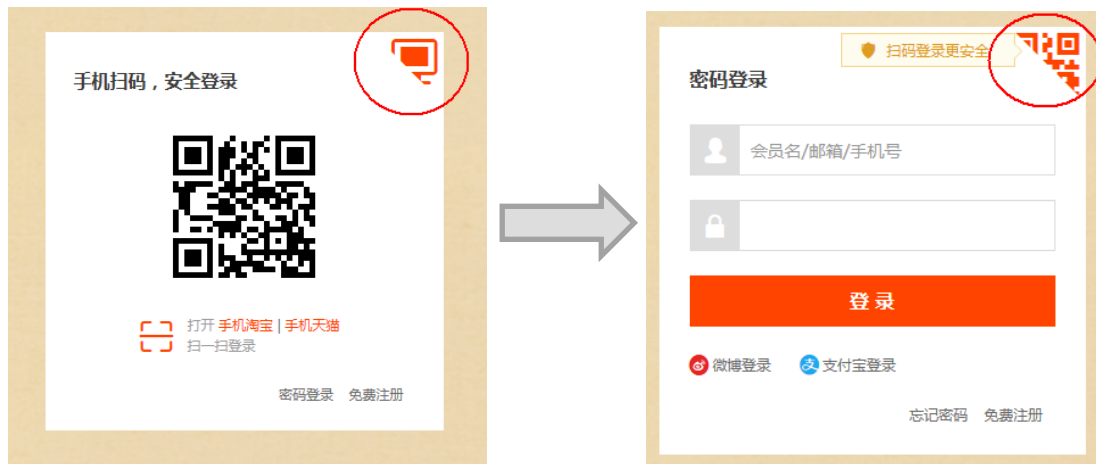 手机扫码，安全登录
打开 手机淘宝 | 手机天猫
扫一扫登录
密码登录 免费注册
扫码登录更安全
密码登录
会员名/邮箱/手机号
登 录
微博登录 支付宝登录
忘记密码 免费注册